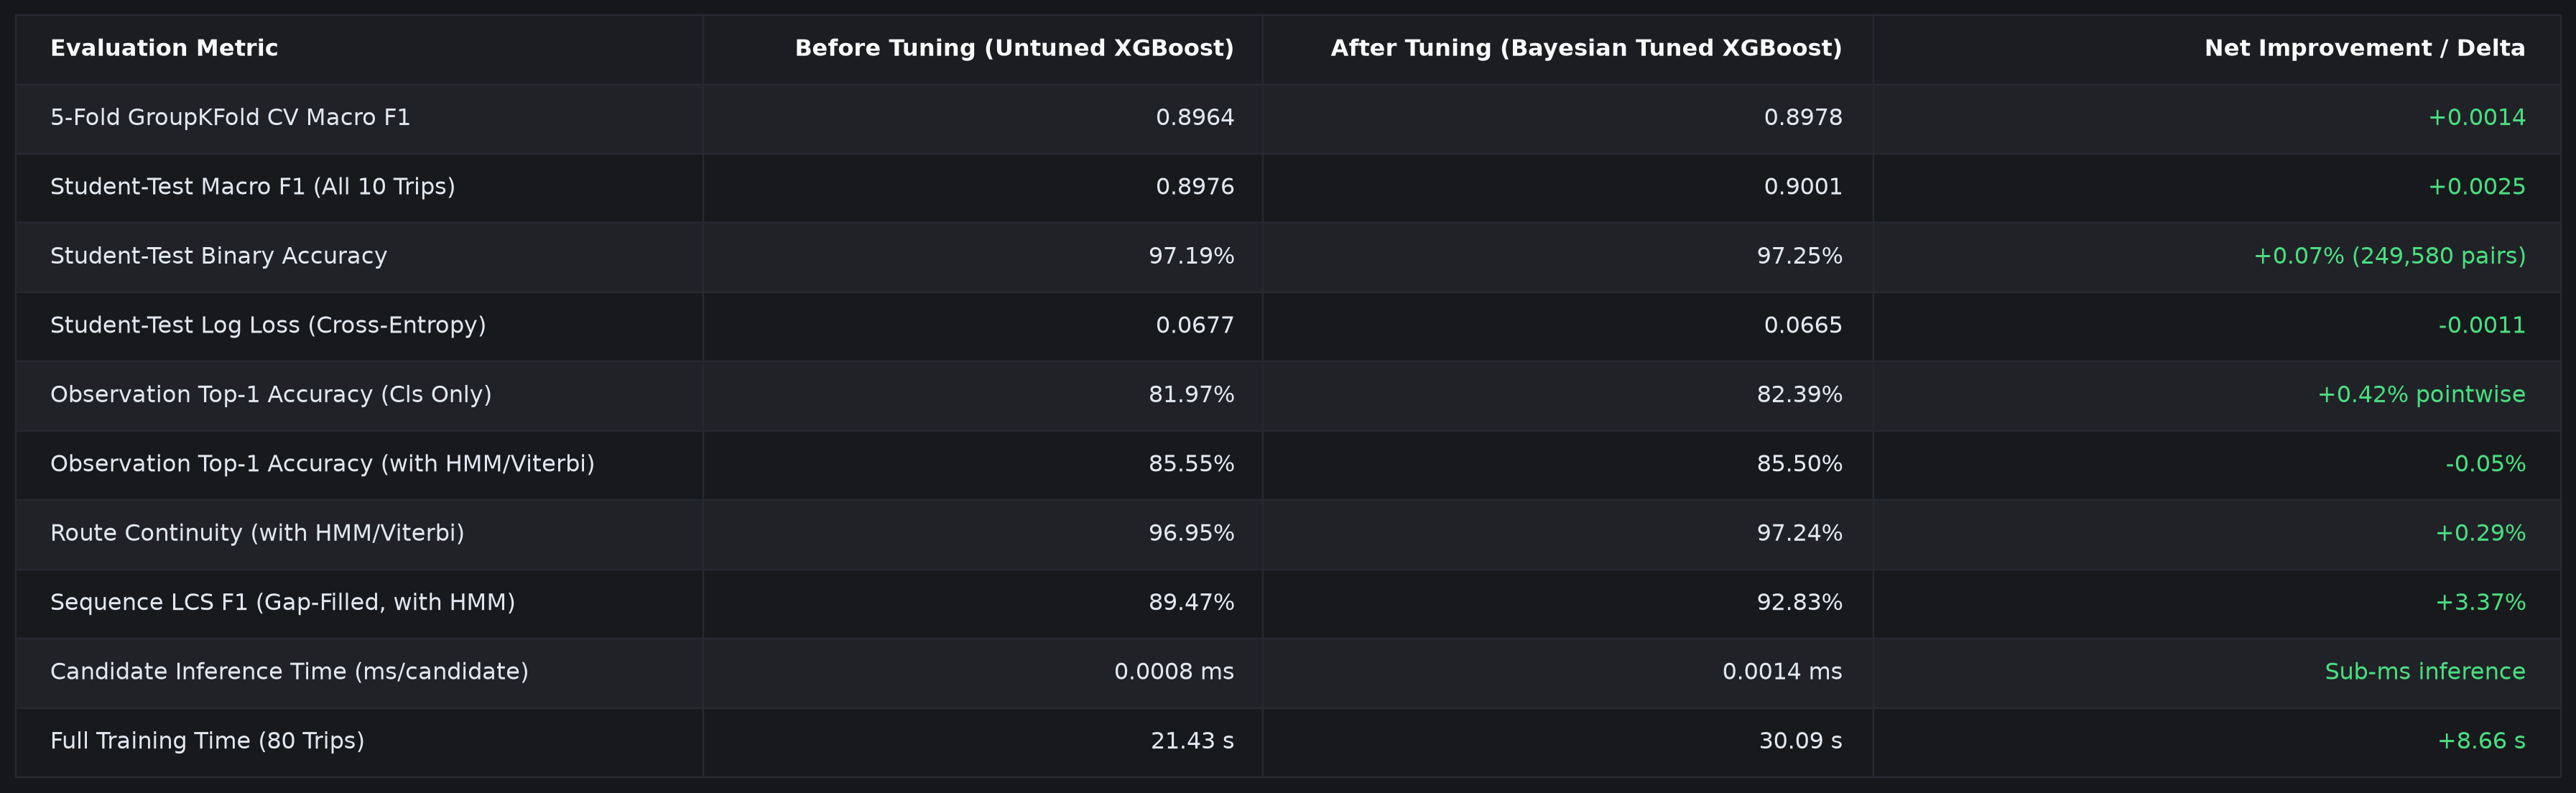 Evaluation Metric Before Tuning (Untuned XGBoost) After Tuning (Bayesian Tuned XGBoost) Net Improvement / Delta
5-Fold GroupKFold CV Macro F1 0.8964 0.8978 +0.0014
Student-Test Macro F1 (All 10 Trips) 0.8976 0.9001 +0.0025
Student-Test Binary Accuracy 97.19% 97.25% +0.07% (249,580 pairs)
Student-Test Log Loss (Cross-Entropy) 0.0677 0.0665 -0.0011
Observation Top-1 Accuracy (Cls Only) 81.97% 82.39% +0.42% pointwise
Observation Top-1 Accuracy (with HMM/Viterbi) 85.55% 85.50% -0.05%
Route Continuity (with HMM/Viterbi) 96.95% 97.24% +0.29%
Sequence LCS F1 (Gap-Filled, with HMM) 89.47% 92.83% +3.37%
Candidate Inference Time (ms/candidate) 0.0008 ms 0.0014 ms Sub-ms inference
Full Training Time (80 Trips) 21.43 s 30.09 s +8.66 s